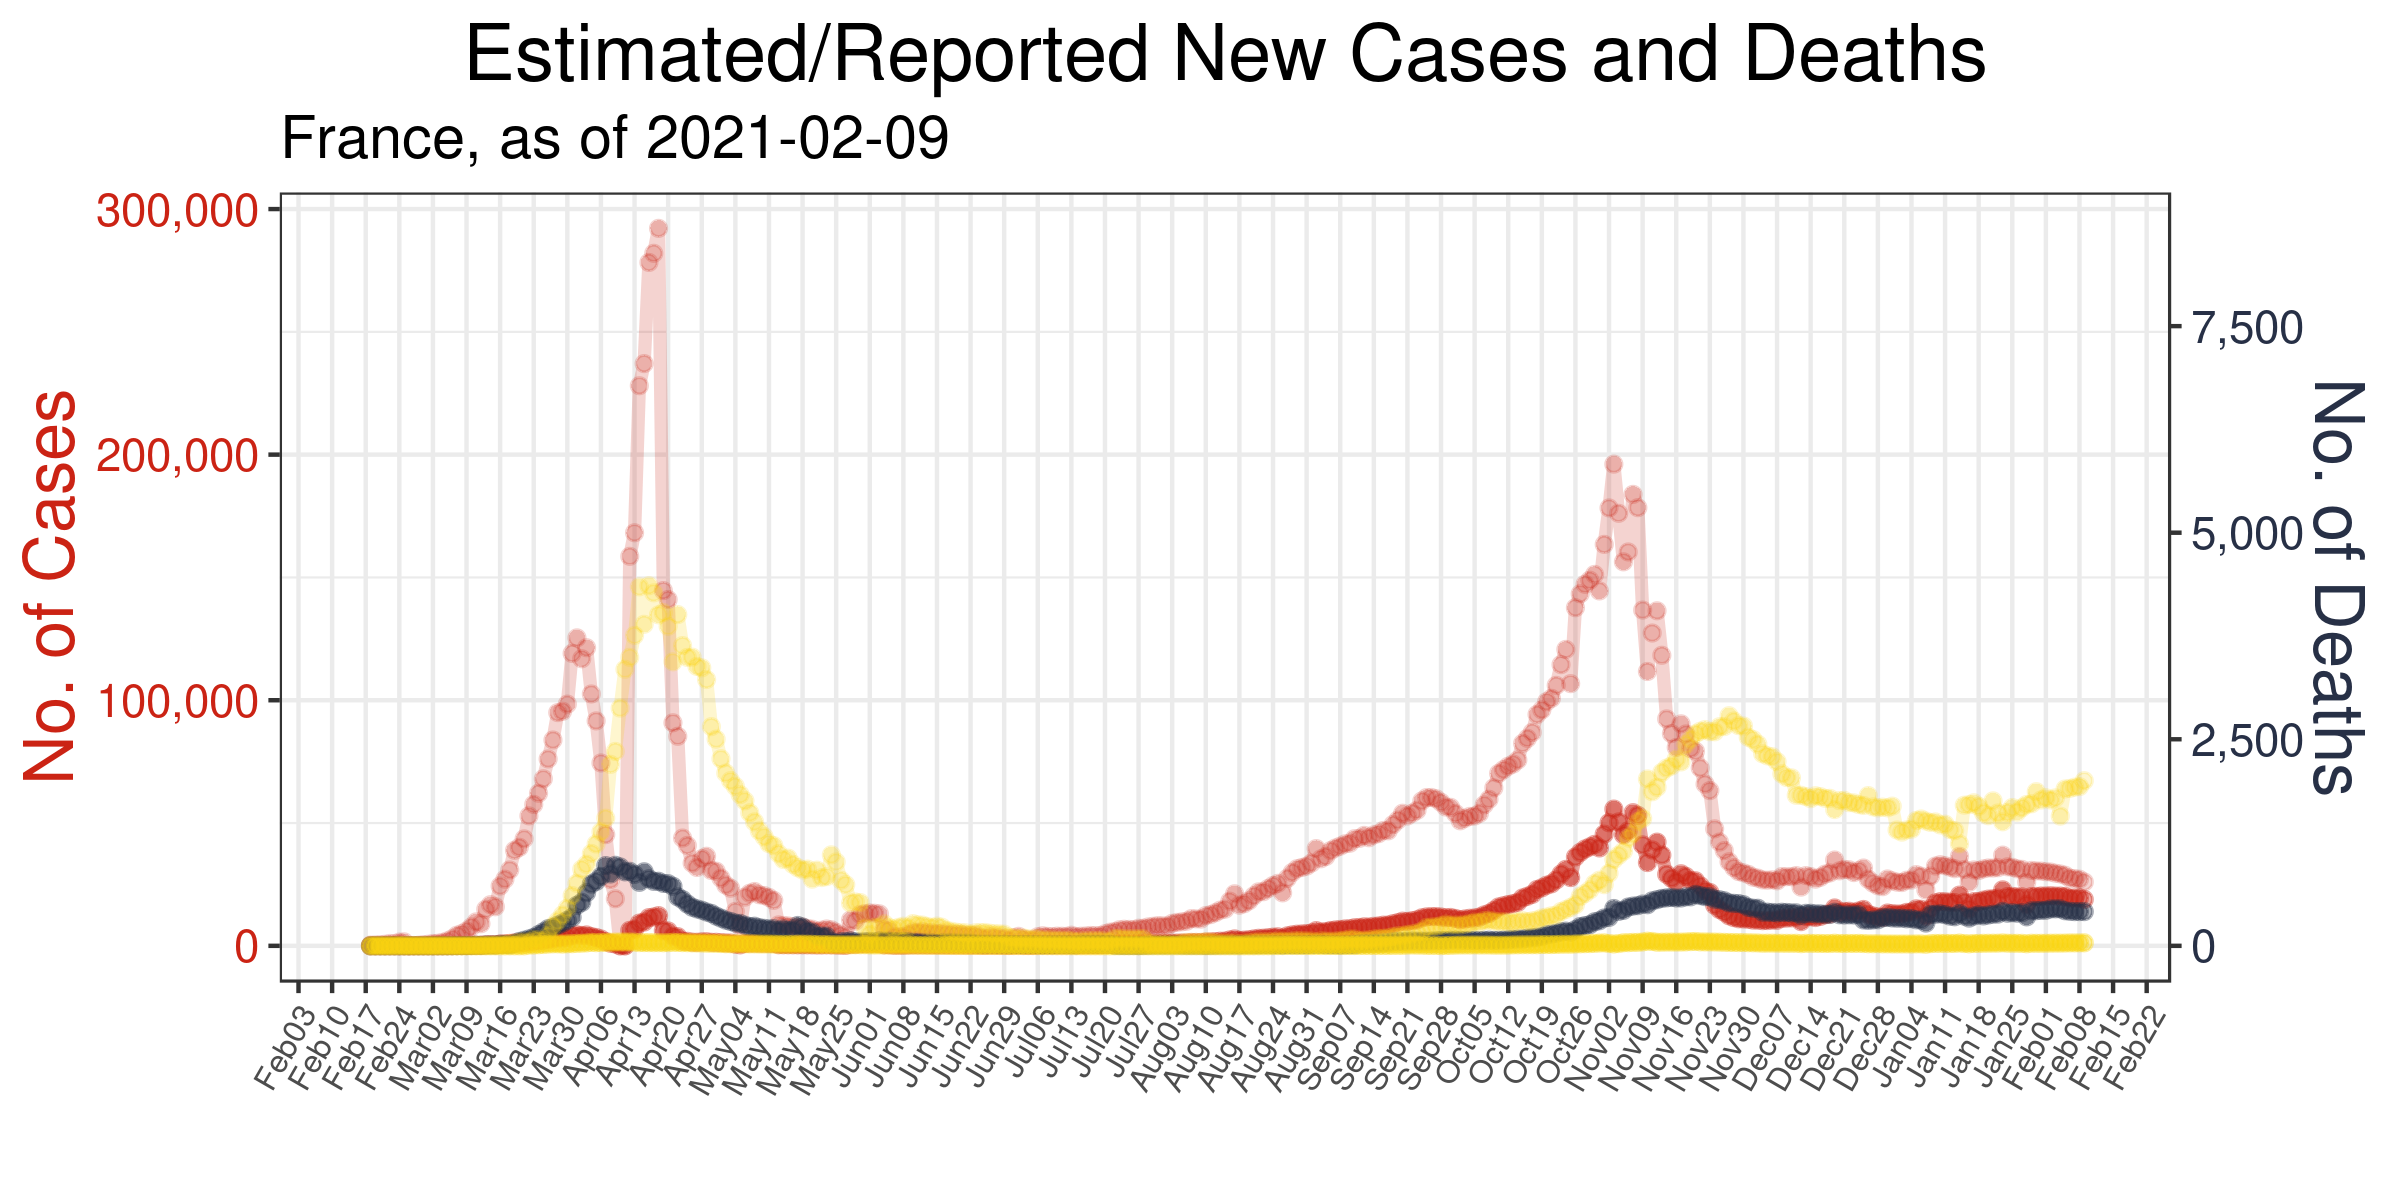 Estimated/Reported New Cases and Deaths
France, as of 2021-02-09
No. of Cases
300,000
200,000
100,000
0
7,500
5,000
2,500
0
No. of Deaths
Feb03
Feb10
Feb17
Feb24
Mar02
Mar09
Mar16
Mar23
Mar30
Apr06
Apr13
Apr20
Apr27
May04
May11
May18
May25
Jun01
Jun08
Jun15
Jun22
Jun29
Jul06
Jul13
Jul20
Jul27
Aug03
Aug10
Aug17
Aug24
Aug31
Sep07
Sep14
Sep21
Sep28
Oct05
Oct12
Oct19
Oct26
Oct02
Nov02
Nov09
Nov16
Nov23
Nov30
Dec07
Dec14
Dec21
Dec28
Jan04
Jan11
Jan18
Jan25
Feb01
Feb08
Feb15
Feb22